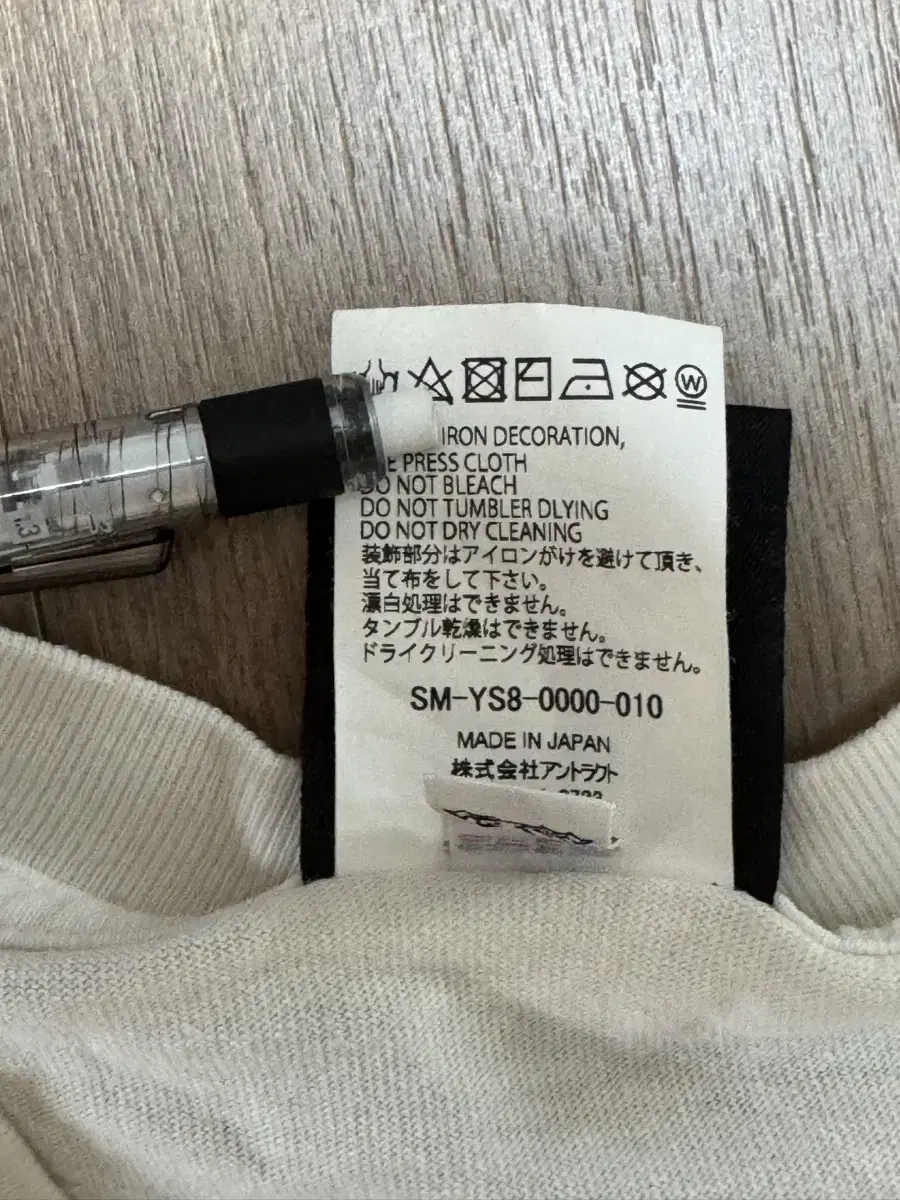 W
IRON DECORATION,
PRESS CLOTH
DO NOT BLEACH
DO NOT TUMBLER DLYING
DO NOT DRY CLEANING
装飾部分はアイロンがけを避けて頂き、
当て布をして下さい。
漂白処理はできません。
タンブル乾燥はできません。
ドライクリーニング処理はできません。
SM-YS8-0000-010
MADE IN JAPAN
株式会社アントラクト